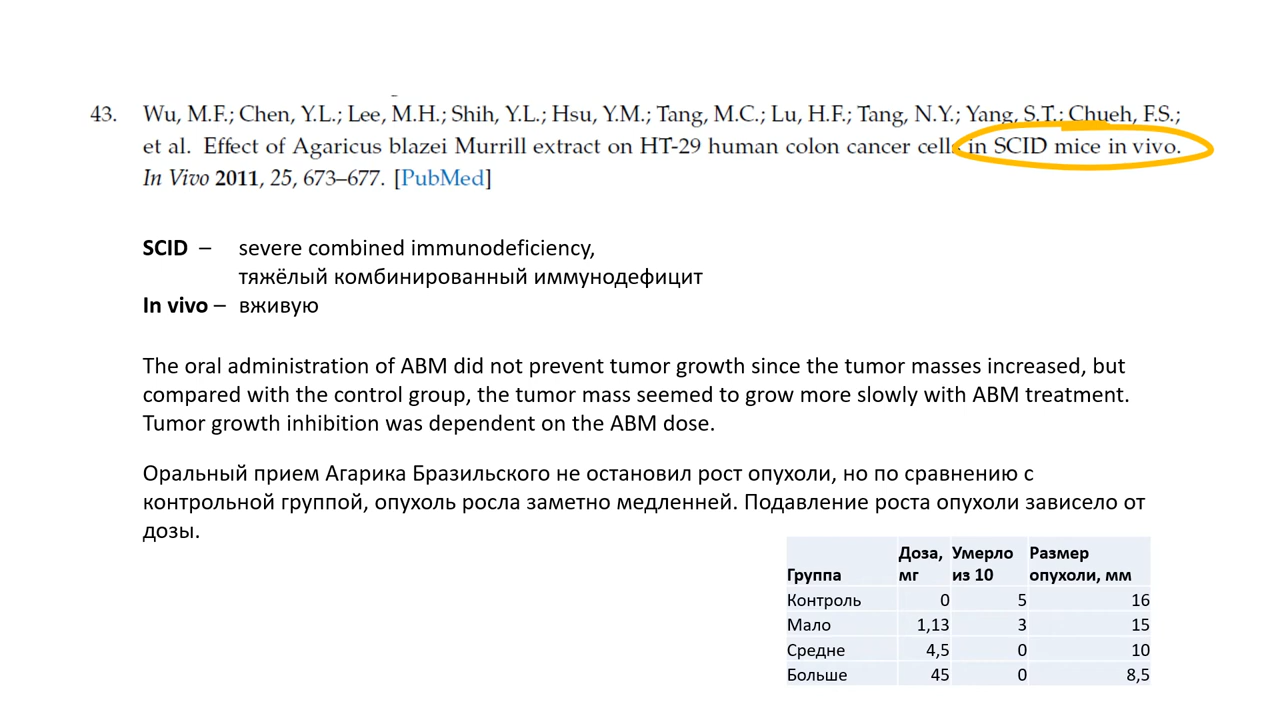 43. Wu, M.F.; Chen, Y.L.; Lee, M.H.; Shih, Y.L.; Hsu, Y.M.; Tang, M.C.; Lu, H.F.; Tang, N.Y.; Yang, S.T.; Chueh, F.S.;
et al. Effect of Agaricus blazei Murrill extract on HT-29 human colon cancer cells in SCID mice in vivo.
In Vivo 2011, 25, 673–677. [PubMed]
SCID – severe combined immunodeficiency,
тяжёлый комбинированный иммунодефицит
In vivo – вживую
The oral administration of ABM did not prevent tumor growth since the tumor masses increased, but
compared with the control group, the tumor mass seemed to grow more slowly with ABM treatment.
Tumor growth inhibition was dependent on the ABM dose.
Оральный прием Агарика Бразильского не остановил рост опухоли, но по сравнению с
контрольной группой, опухоль росла заметно медленней. Подавление роста опухоли зависело от
дозы.
Доза, Умерло Размер
Группа мг из 10 опухоли, мм
Контроль 0 5 16
Мало 1,13 3 15
Средне 4,5 0 10
Больше 45 0 8,5